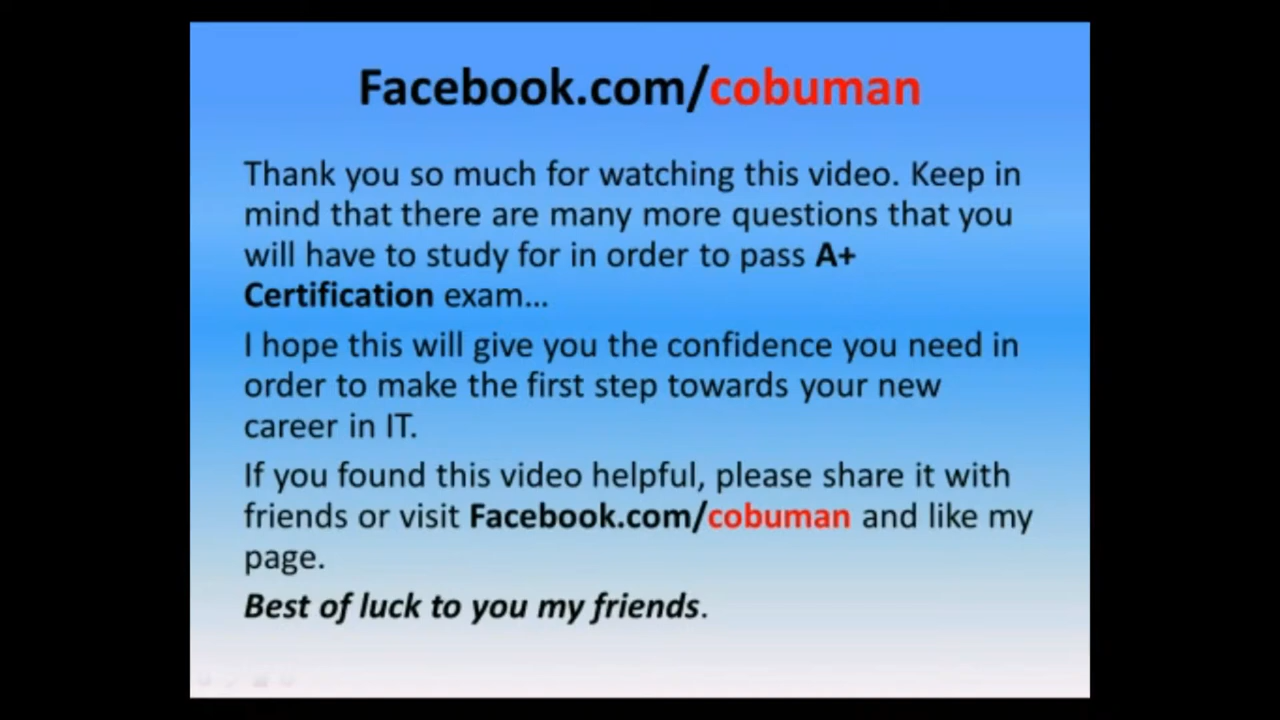 Facebook.com/cobuman
Thank you so much for watching this video. Keep in
mind that there are many more questions that you
will have to study for in order to pass A+
Certification exam...
I hope this will give you the confidence you need in
order to make the first step towards your new
career in IT.
If you found this video helpful, please share it with
friends or visit Facebook.com/cobuman and like my
page.
Best of luck to you my friends.